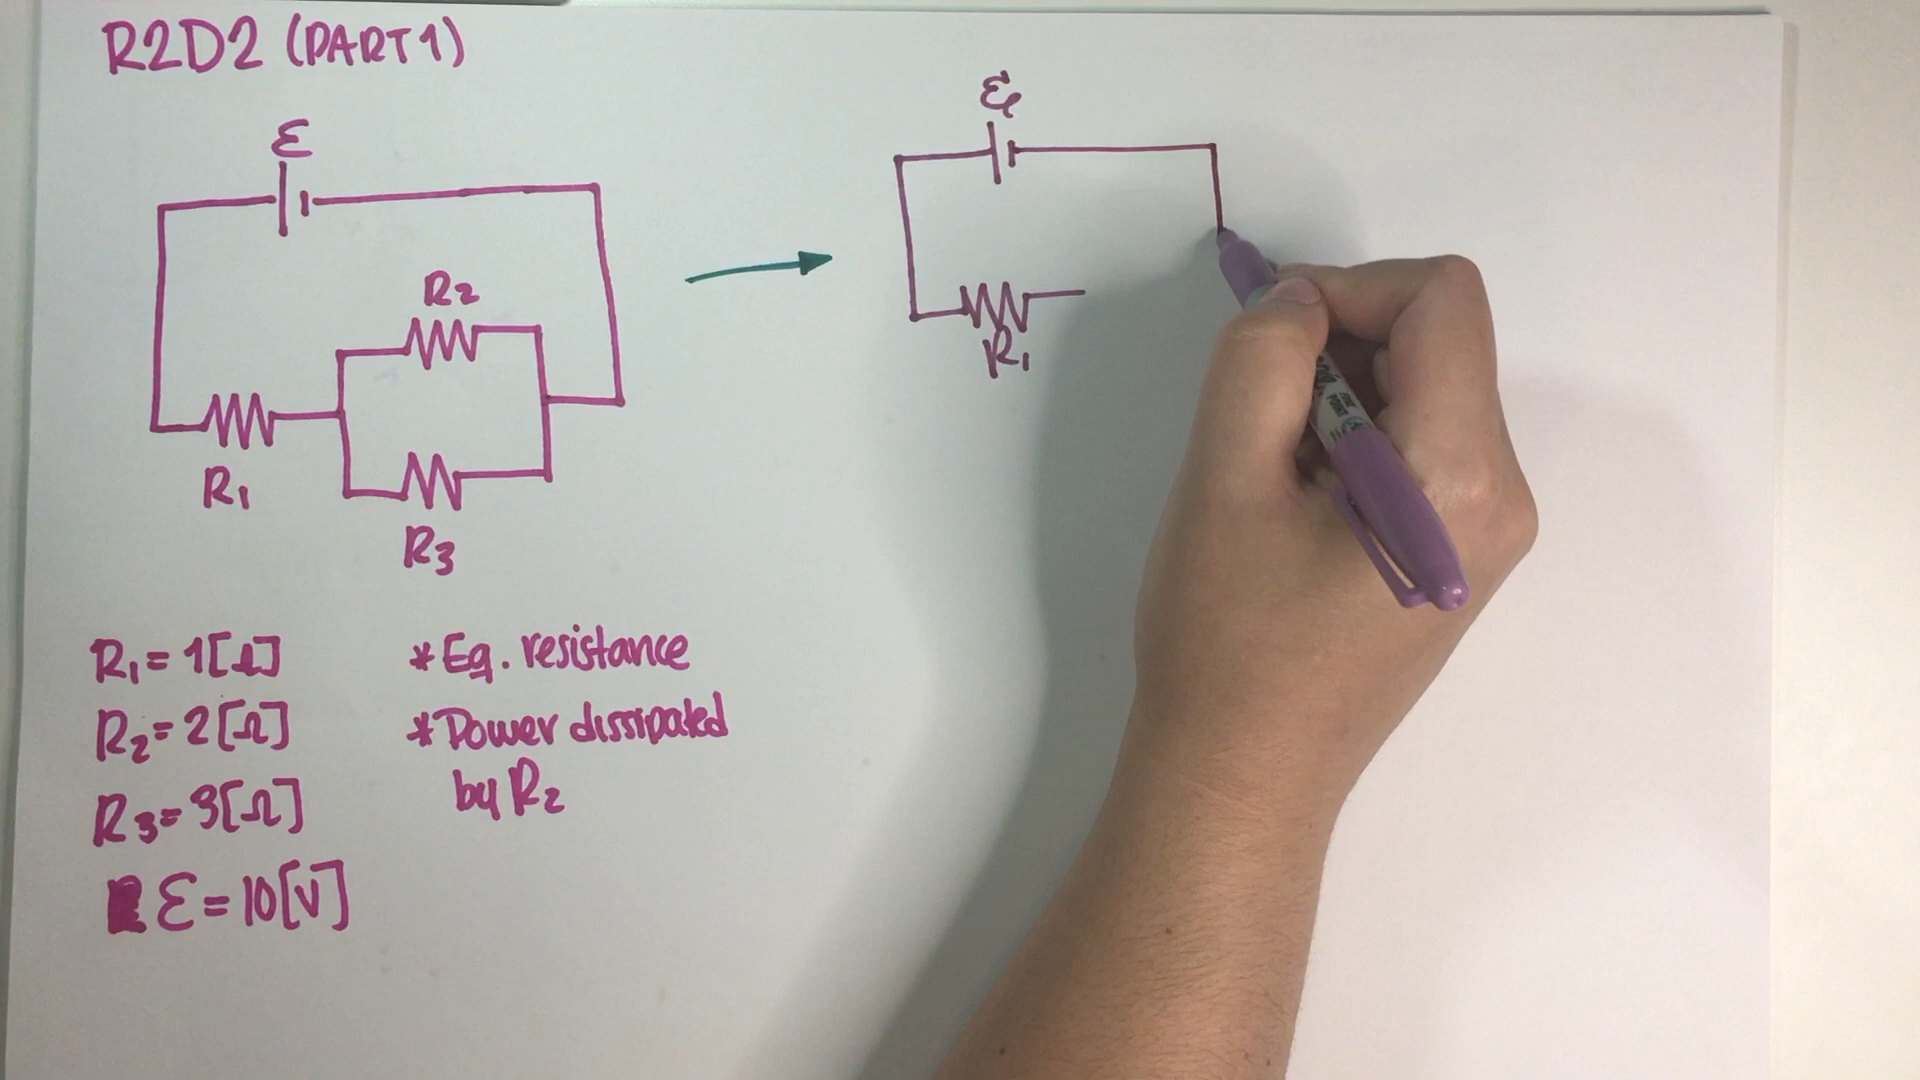 R2D2 (PART 1)
ε
R2
R1
R3
ε
R1
R1 = 1[Ω]
R2 = 2[Ω]
R3 = 3[Ω]
ε = 10[V]
* Eq. resistance
* Power dissipated
by R2